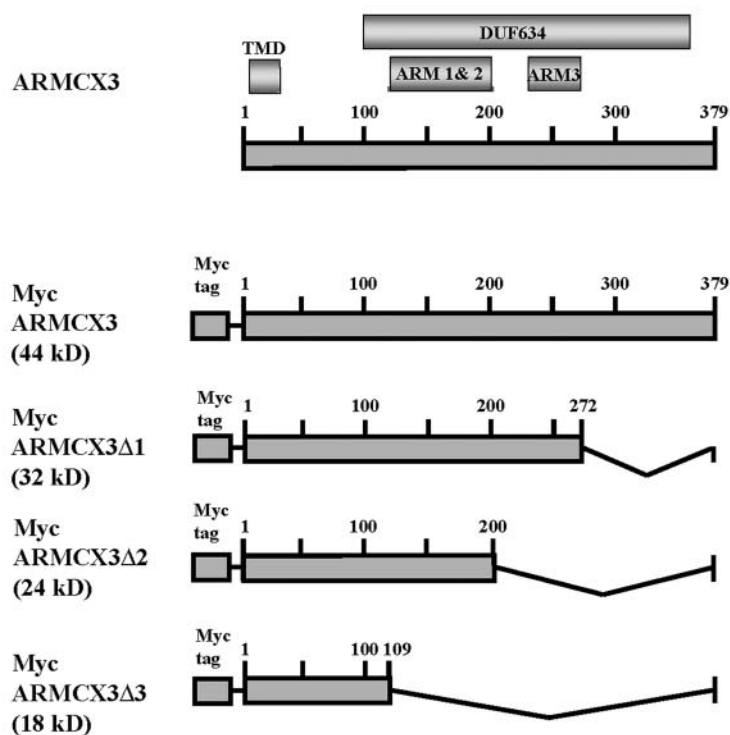 DUF634
TMD
ARMCX3
ARM 1& 2
ARM3
1 100 200 300 379
Myc
tag
1 100 200 300 379
Myc
ARMCX3
(44 kD)
Myc
tag
1 100 200 272
Myc
ARMCX3Δ1
(32 kD)
Myc
tag
1 100 200
Myc
ARMCX3Δ2
(24 kD)
Myc
tag
1 100 109
Myc
ARMCX3Δ3
(18 kD)